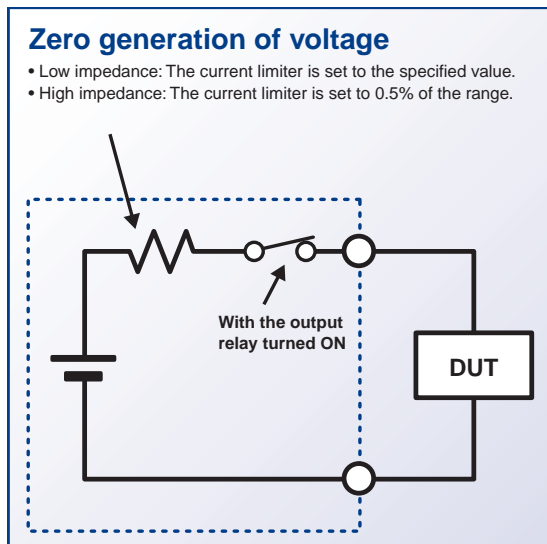 Zero generation of voltage
• Low impedance: The current limiter is set to the specified value.
• High impedance: The current limiter is set to 0.5% of the range.
With the output
relay turned ON
DUT